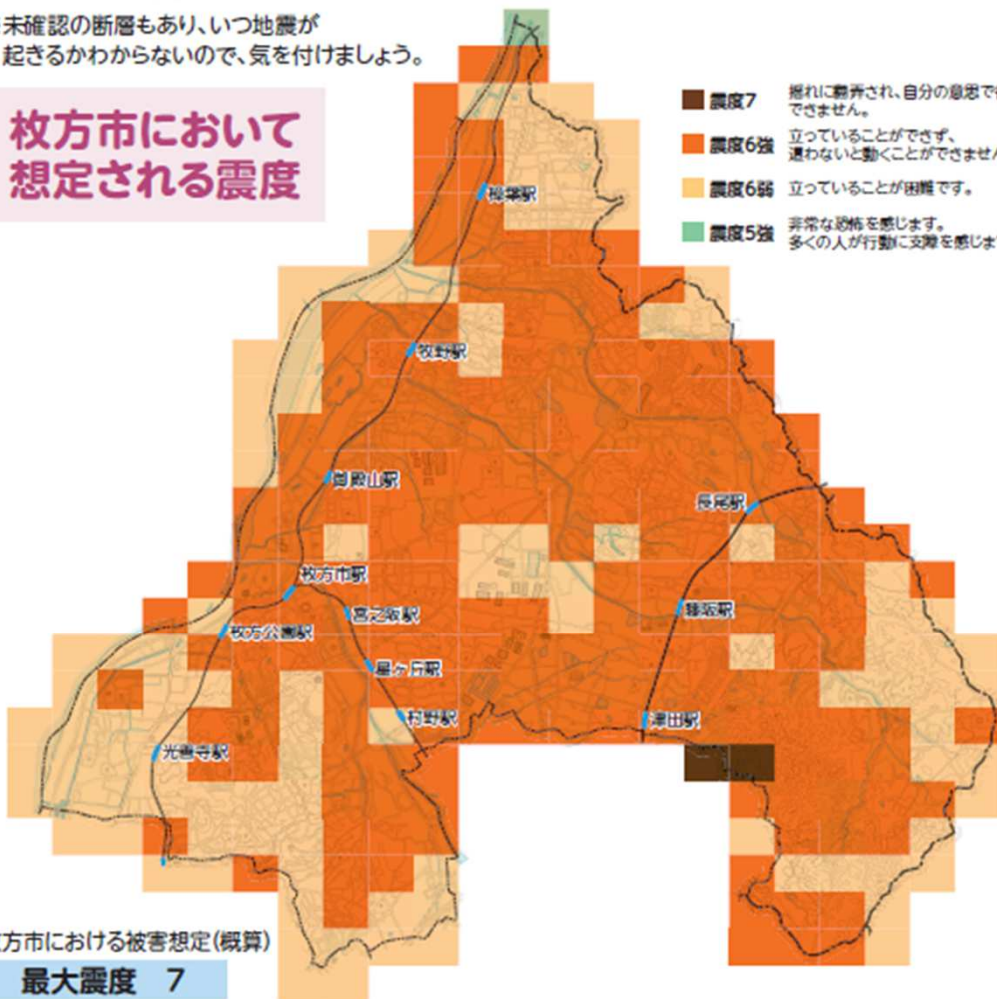 未確認の断層もあり、いつ地震が
起きるかわからないので、気を付けましょう。
枚方市において
想定される震度
震度7 揺れに翻弄され、自分の意思で
できません。
震度6強 立っていることができず、
這わないと動くことができません
震度6弱 立っていることが困難です。
震度5強 非常な恐怖を感じます。
多くの人が行動に支障を感じま
樟葉駅
牧野駅
御殿山駅
長尾駅
枚方市駅
宮之阪駅
藤阪駅
枚方公園駅
星ヶ丘駅
村野駅
津田駅
光善寺駅
方市における被害想定(概算)
最大震度 7